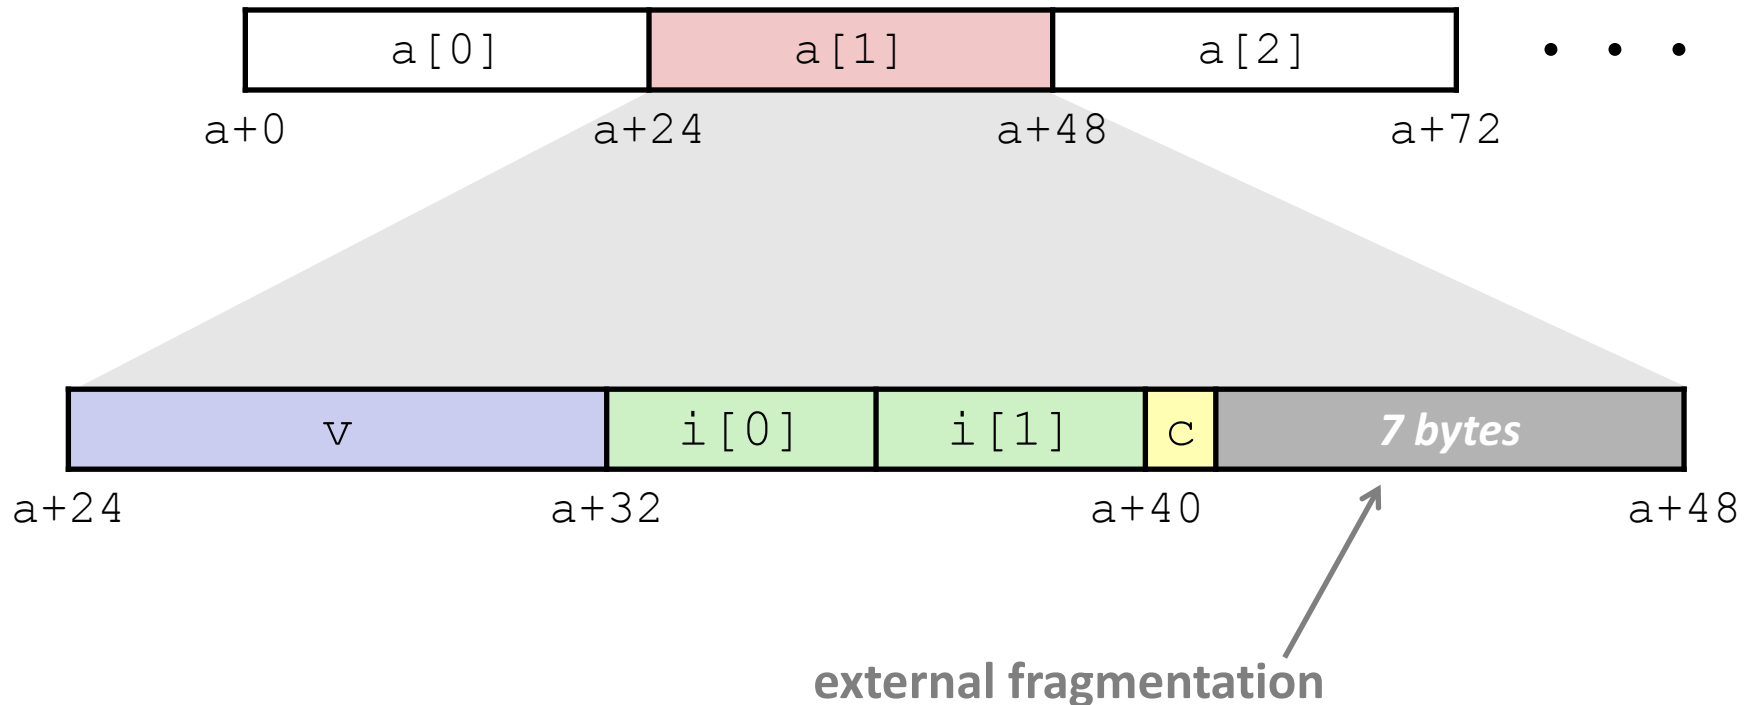 a[0] a[1] a[2] • • •
a+0 a+24 a+48 a+72
v i[0] i[1] c 7 bytes
a+24 a+32 a+40 a+48
external fragmentation